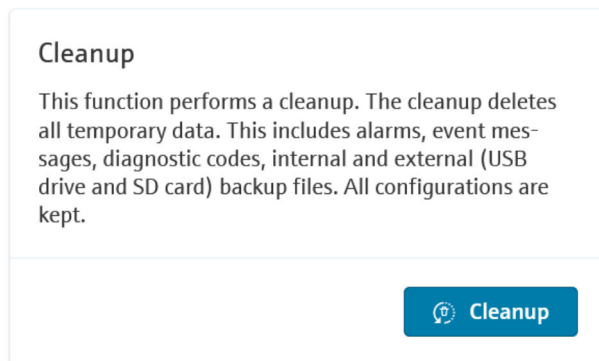 Cleanup
This function performs a cleanup. The cleanup deletes
all temporary data. This includes alarms, event mes-
sages, diagnostic codes, internal and external (USB
drive and SD card) backup files. All configurations are
kept.
Cleanup